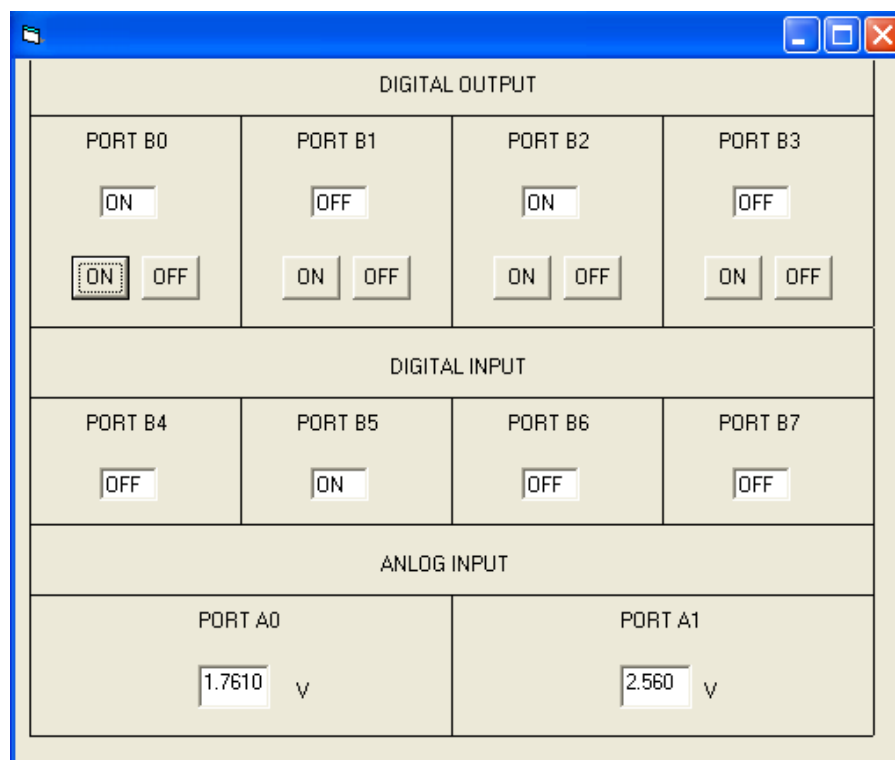 DIGITAL OUTPUT
PORT B0 PORT B1 PORT B2 PORT B3
ON OFF ON OFF
ON OFF ON OFF ON OFF ON OFF
DIGITAL INPUT
PORT B4 PORT B5 PORT B6 PORT B7
OFF ON OFF OFF
ANLOG INPUT
PORT A0 PORT A1
1.7610 V 2.560 V